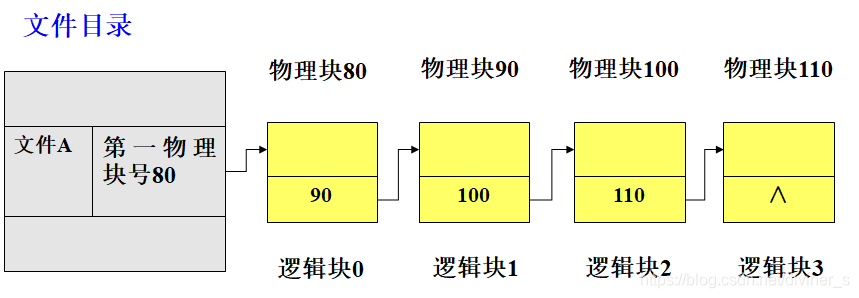 文件目录
物理块80
物理块90
物理块100
物理块110
文件A
第一物理
块号80
90
100
110
∧
逻辑块0
逻辑块1
逻辑块2
逻辑块3
https://blog.csdn.net/diviner_s